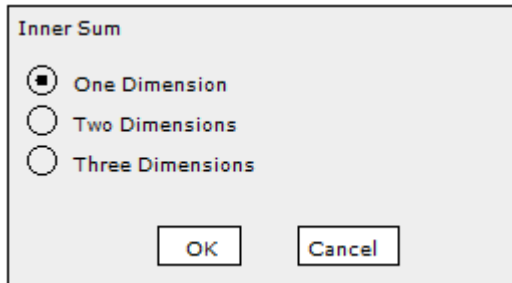 Inner Sum
One Dimension
Two Dimensions
Three Dimensions
OK Cancel